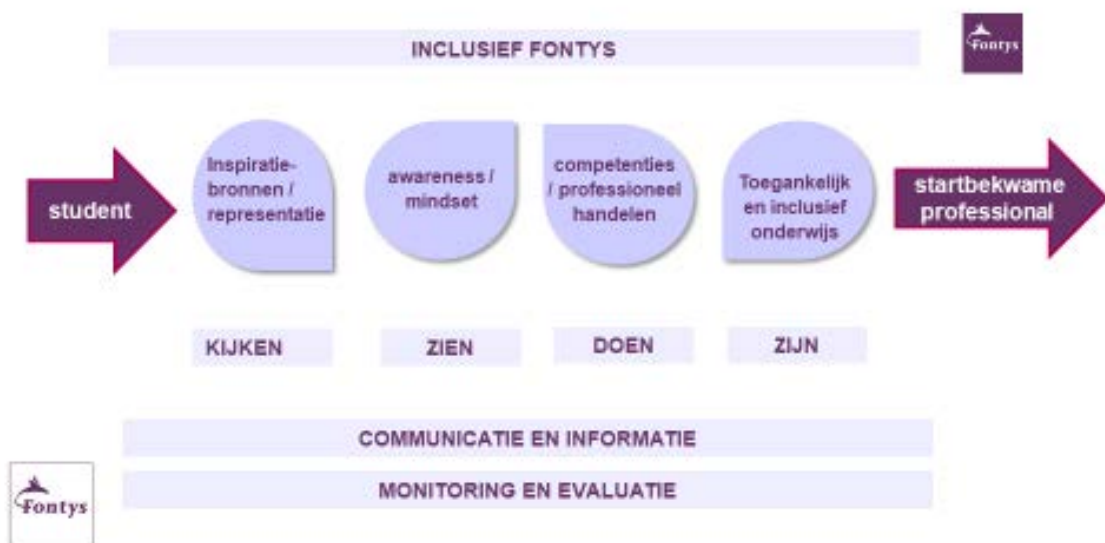 INCLUSIEF FONTYS
Fontys
student
Inspiratie-
bronnen /
representatie
awareness /
mindset
competenties
/ professioneel
handelen
Toegankelijk
en inclusief
onderwijs
startbekwame
professional
KIJKEN
ZIEN
DOEN
ZIJN
COMMUNICATIE EN INFORMATIE
MONITORING EN EVALUATIE
Fontys